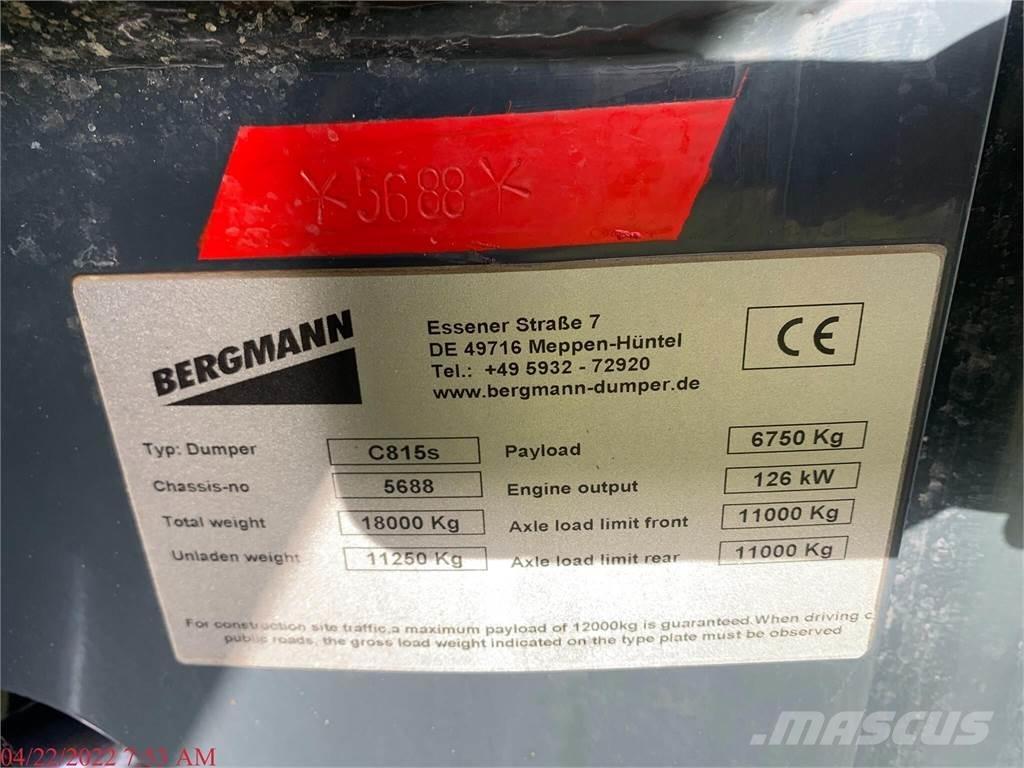 *5688*
BERGMANN
Essener Straße 7
DE 49716 Meppen-Hüntel
Tel.: +49 5932 - 72920
www.bergmann-dumper.de
CE
Typ: Dumper C815s Payload 6750 Kg
Chassis-no 5688 Engine output 126 kW
Total weight 18000 Kg Axle load limit front 11000 Kg
Unladen weight 11250 Kg Axle load limit rear 11000 Kg
For construction site traffic,a maximum payload of 12000kg is guaranteed.When driving
public roads, the gross load weight indicated on the type plate must be observed
MASCUS
04/22/2022 7:53 AM